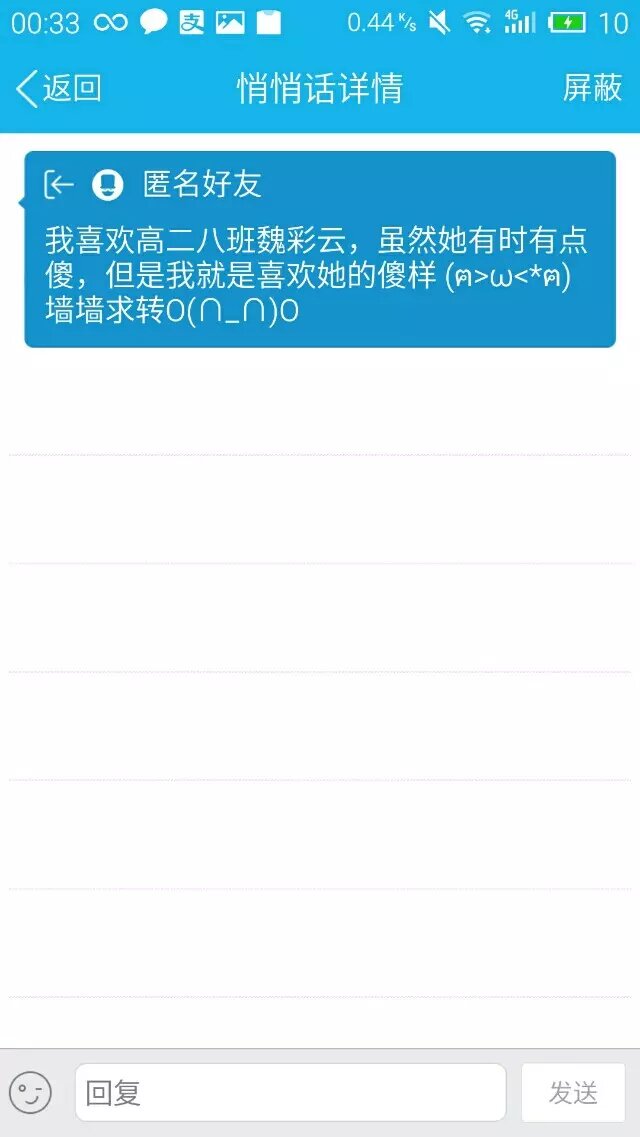 00:33 0.44 K/s 4G 10
返回 悄悄话详情 屏蔽
匿名好友
我喜欢高二八班魏彩云，虽然她有时有点
傻，但是我就是喜欢她的傻样 (ฅ>ω<*ฅ)
墙墙求转O(∩_∩)O
回复 发送